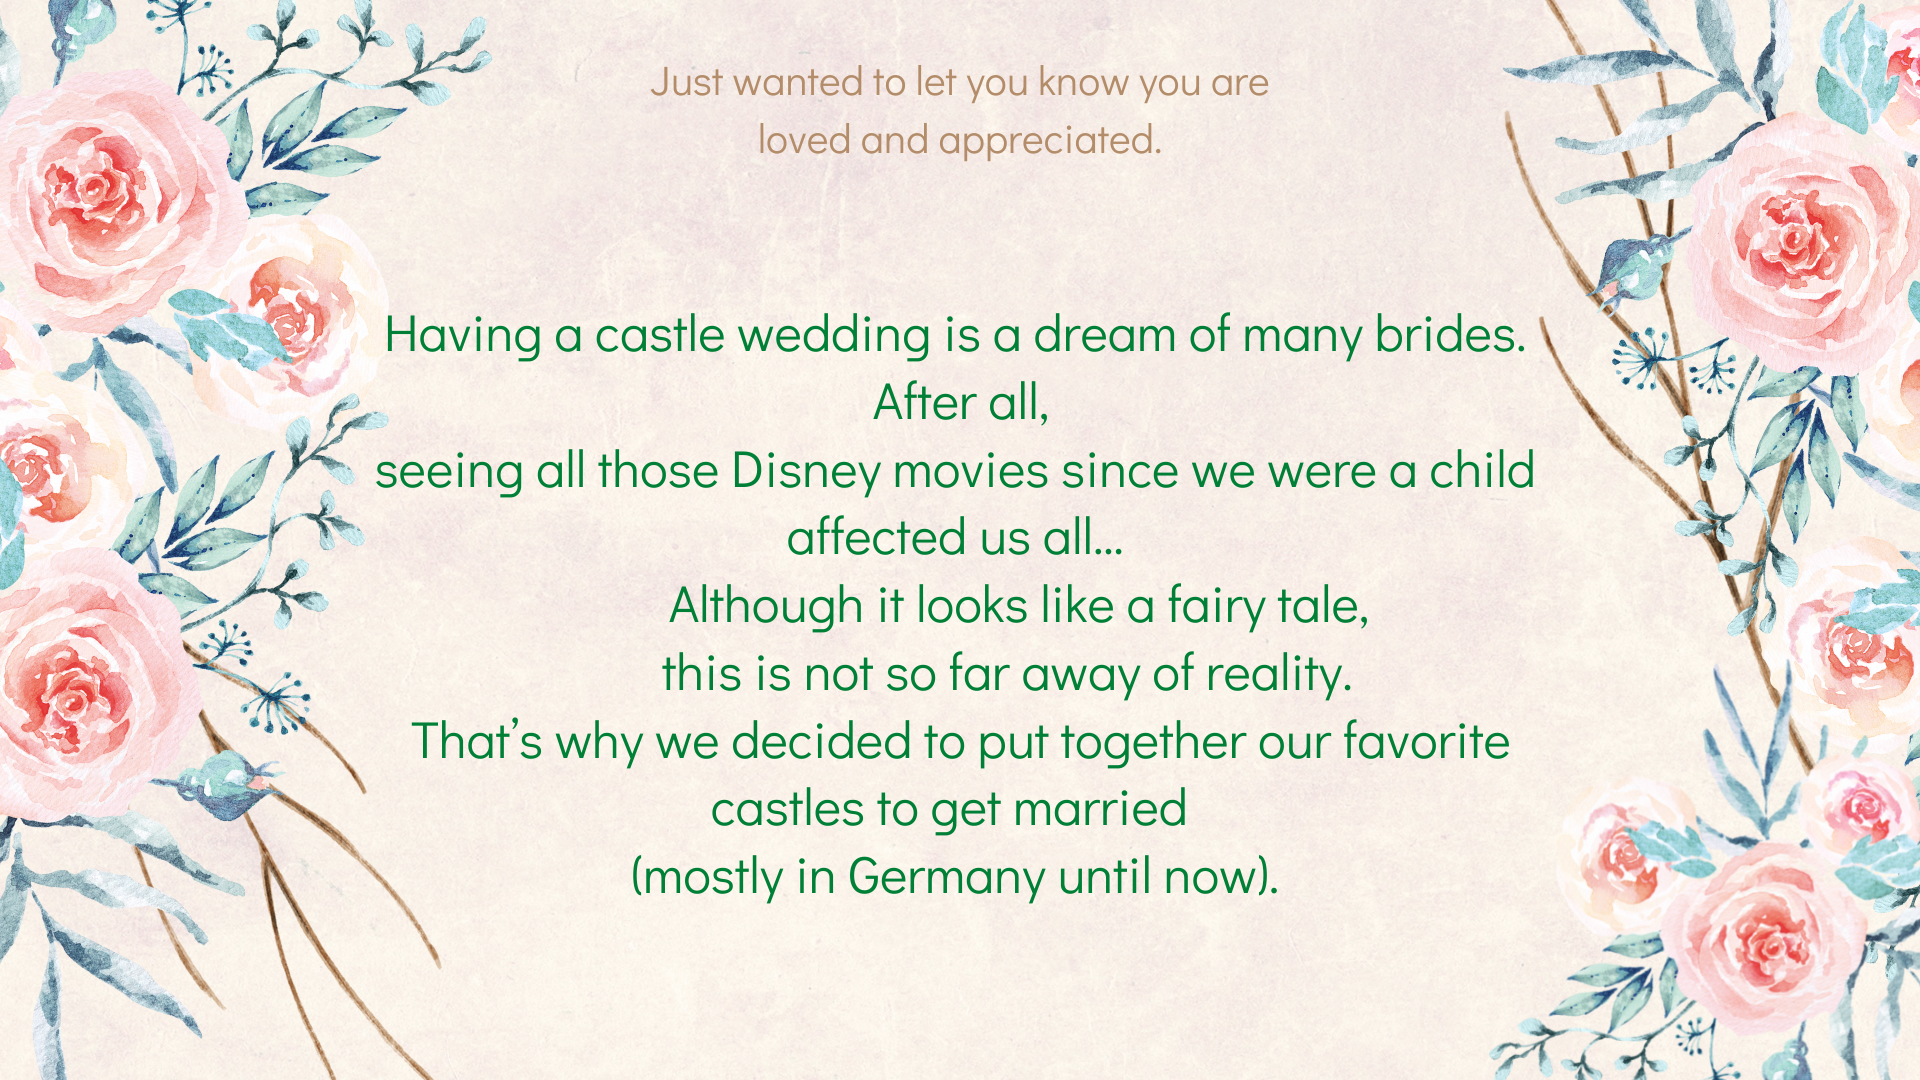 Just wanted to let you know you are
loved and appreciated.
Having a castle wedding is a dream of many brides.
After all,
seeing all those Disney movies since we were a child
affected us all...
Although it looks like a fairy tale,
this is not so far away of reality.
That’s why we decided to put together our favorite
castles to get married
(mostly in Germany until now).